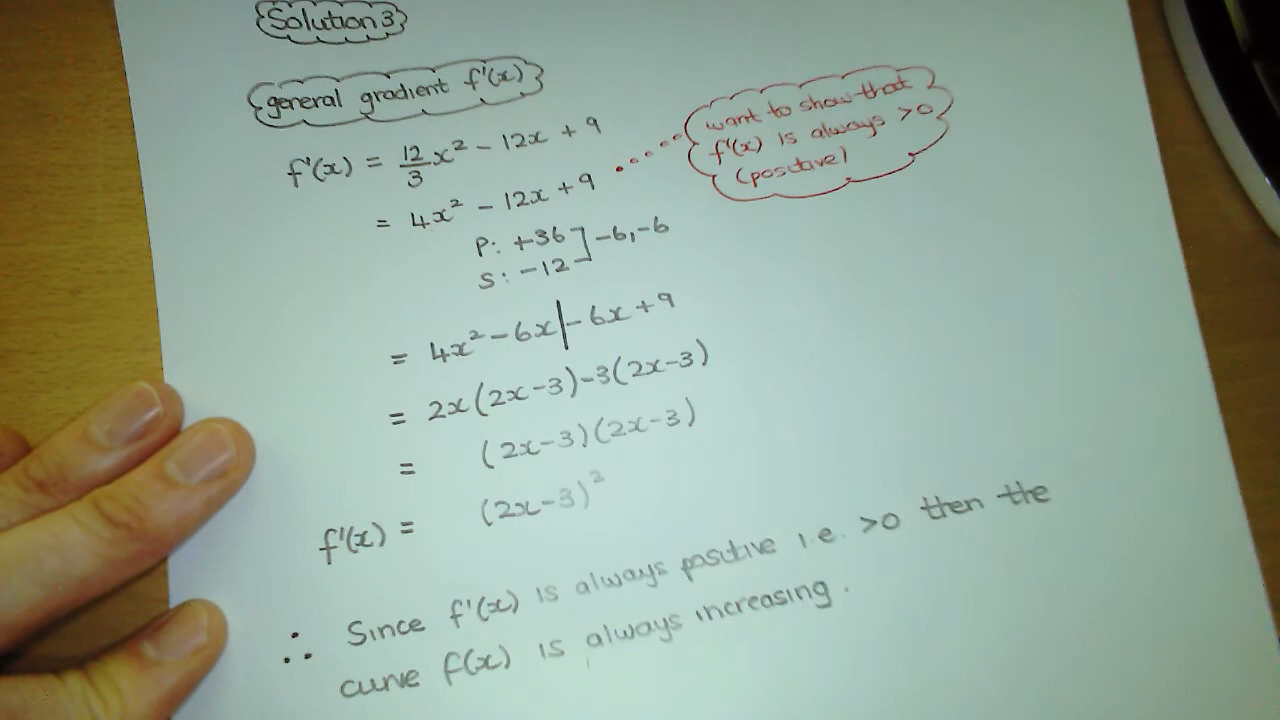 Solution 3
general gradient f'(x)
want to show that
f'(x) is always >0
(positive)
f'(x) = 12/3 x² - 12x + 9
= 4x² - 12x + 9
P: +36 ] -6, -6
S: -12
= 4x² - 6x | - 6x + 9
= 2x(2x-3)-3(2x-3)
= (2x-3)(2x-3)
f'(x) = (2x-3)²
∴ Since f'(x) is always positive i.e. >0 then the
curve f(x) is always increasing.